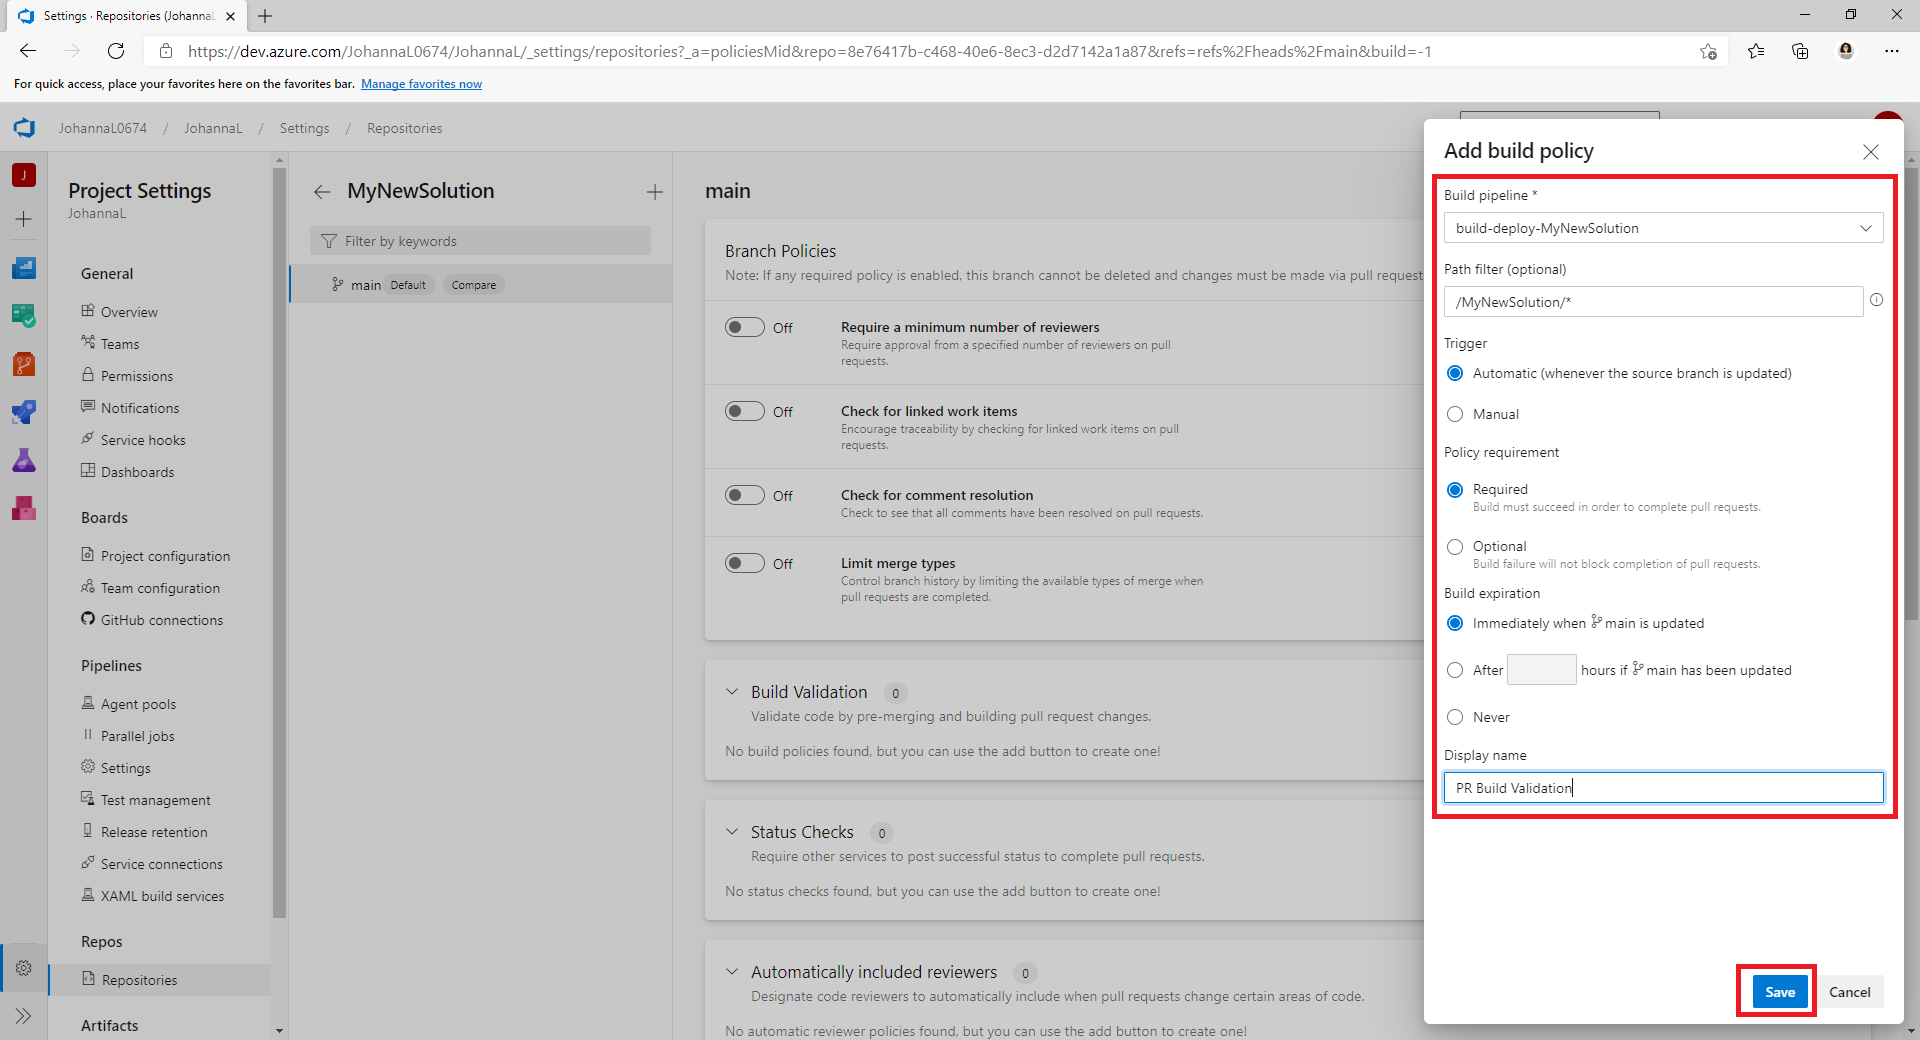 Settings · Repositories (JohannaL
https://dev.azure.com/JohannaL0674/JohannaL/_settings/repositories?_a=policiesMid&repo=8e76417b-c468-40e6-8ec3-d2d7142a1a87&refs=refs%2Fheads%2Fmain&build=-1
For quick access, place your favorites here on the favorites bar. Manage favorites now
JohannaL0674 / JohannaL / Settings / Repositories
J
Project Settings
JohannaL
General
Overview
Teams
Permissions
Notifications
Service hooks
Dashboards
Boards
Project configuration
Team configuration
GitHub connections
Pipelines
Agent pools
Parallel jobs
Settings
Test management
Release retention
Service connections
XAML build services
Repos
Repositories
Artifacts
MyNewSolution
Filter by keywords
main Default Compare
main
Branch Policies
Note: If any required policy is enabled, this branch cannot be deleted and changes must be made via pull request
Off Require a minimum number of reviewers
Require approval from a specified number of reviewers on pull
requests.
Off Check for linked work items
Encourage traceability by checking for linked work items on pull
requests.
Off Check for comment resolution
Check to see that all comments have been resolved on pull requests.
Off Limit merge types
Control branch history by limiting the available types of merge when
pull requests are completed.
Build Validation 0
Validate code by pre-merging and building pull request changes.
No build policies found, but you can use the add button to create one!
Status Checks 0
Require other services to post successful status to complete pull requests.
No status checks found, but you can use the add button to create one!
Automatically included reviewers 0
Designate code reviewers to automatically include when pull requests change certain areas of code.
No automatic reviewer policies found, but you can use the add button to create one!
Add build policy
Build pipeline *
build-deploy-MyNewSolution
Path filter (optional)
/MyNewSolution/*
Trigger
Automatic (whenever the source branch is updated)
Manual
Policy requirement
Required
Build must succeed in order to complete pull requests.
Optional
Build failure will not block completion of pull requests.
Build expiration
Immediately when main is updated
After hours if main has been updated
Never
Display name
PR Build Validation
Save Cancel